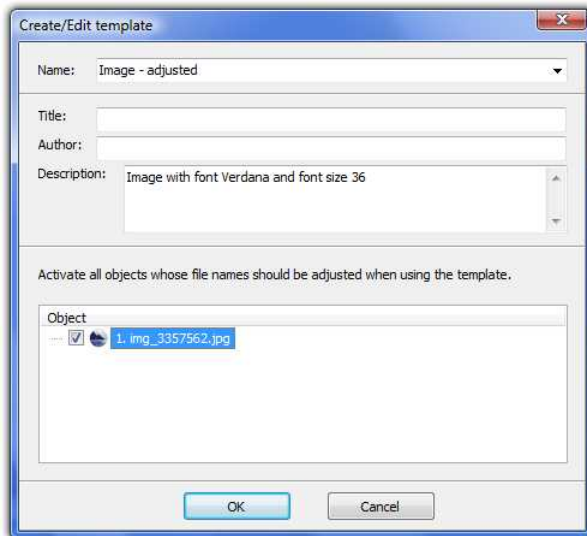 Create/Edit template
Name: Image - adjusted
Title:
Author:
Description: Image with font Verdana and font size 36
Activate all objects whose file names should be adjusted when using the template.
Object
1. img_3357562.jpg
OK Cancel